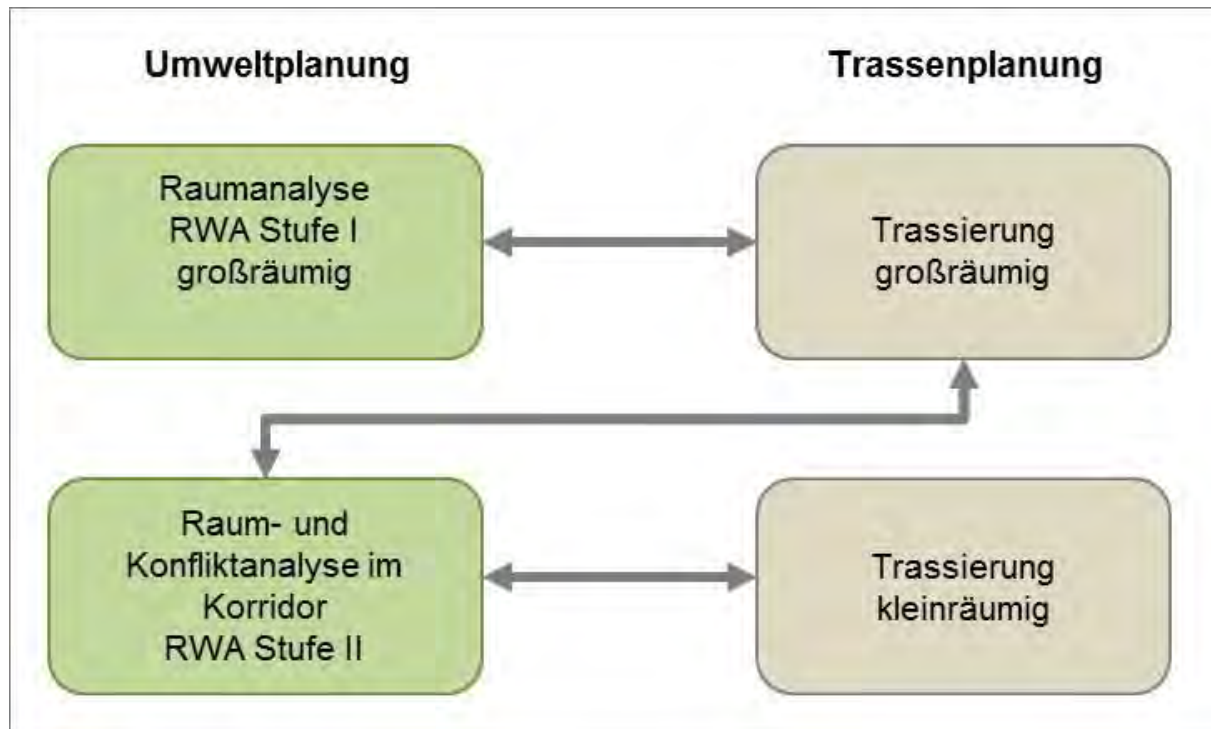 Umweltplanung
Trassenplanung
Raumanalyse
RWA Stufe I
großräumig
Trassierung
großräumig
Raum- und
Konfliktanalyse im
Korridor
RWA Stufe II
Trassierung
kleinräumig